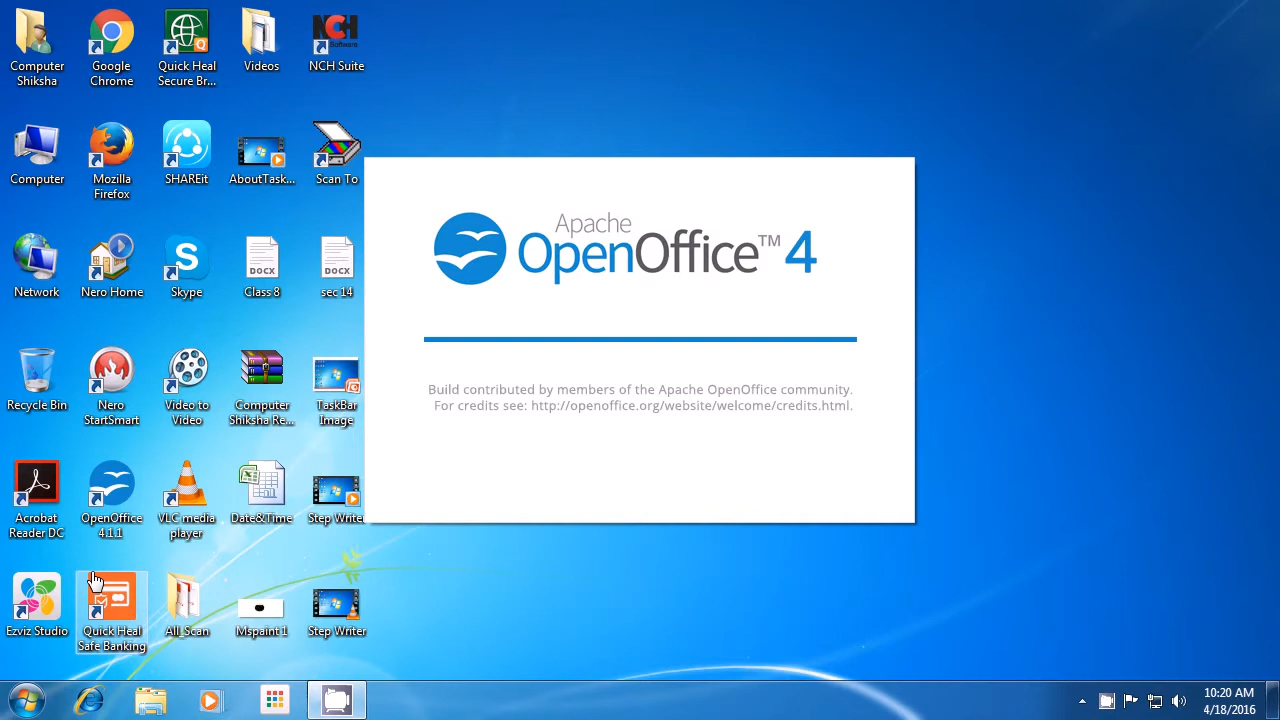 Computer
Shiksha
Google
Chrome
Quick Heal
Secure Br...
Videos
NCH
Software
NCH Suite
Computer
Mozilla
Firefox
SHAREit
AboutTask...
Scan To
Network
Nero Home
S
Skype
DOCX
Class 8
DOCX
sec 14
Recycle Bin
Nero
StartSmart
Video to
Video
Computer
Shiksha Re...
TaskBar
Image
Acrobat
Reader DC
OpenOffice
4.1.1
VLC media
player
Date&Time
Step Writer
Ezviz Studio
Quick Heal
Safe Banking
All_Scan
Mspaint 1
Step Writer
Apache
OpenOffice™ 4
Build contributed by members of the Apache OpenOffice community.
For credits see: http://openoffice.org/website/welcome/credits.html.
10:20 AM
4/18/2016